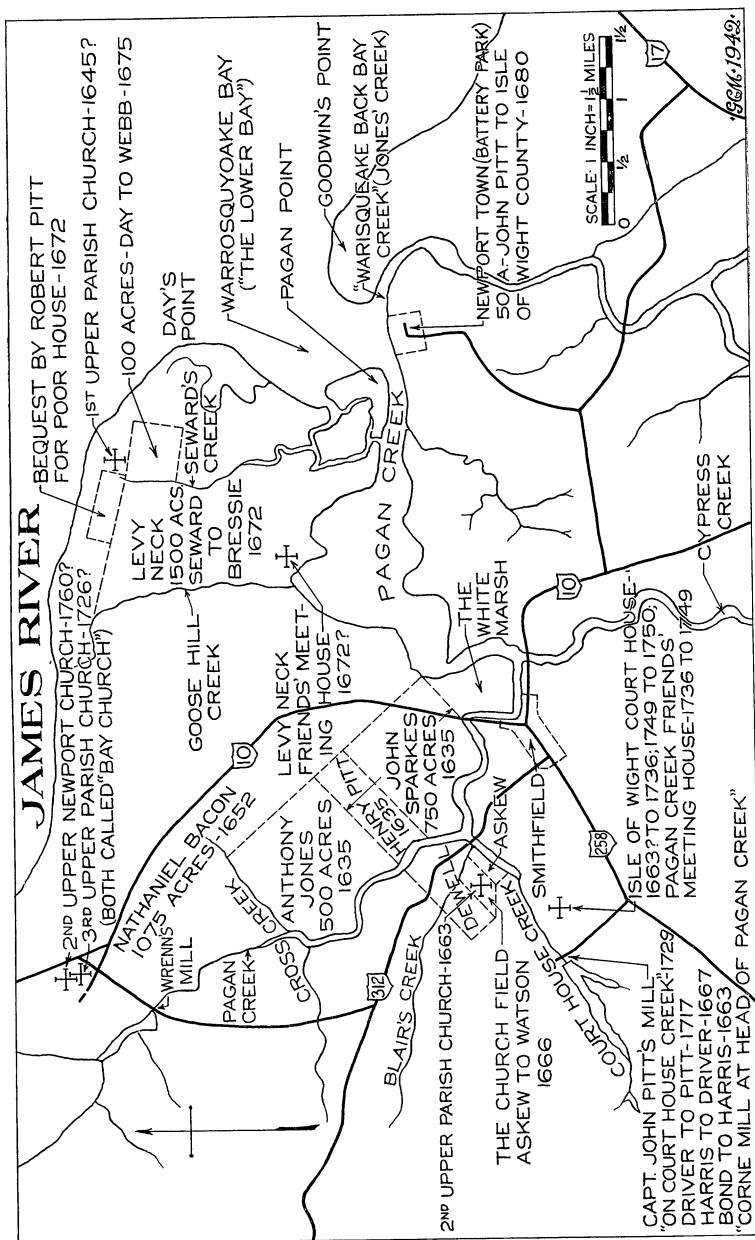 JAMES RIVER
2ND UPPER NEWPORT CHURCH-1760?
3RD UPPER PARISH CHURCH-1726?
(BOTH CALLED "BAY CHURCH")
BEQUEST BY ROBERT PITT
FOR POOR HOUSE-1672
1ST UPPER PARISH CHURCH-1645?
100 ACRES-DAY TO WEBB-1675
DAY'S
POINT
WARROSQUYOAKE BAY
("THE LOWER BAY")
PAGAN POINT
GOODWIN'S POINT
"WARISQUEAKE BACK BAY
CREEK" (JONES' CREEK)
NEWPORT TOWN (BATTERY PARK)
50 A.-JOHN PITT TO ISLE
OF WIGHT COUNTY-1680
SCALE: 1 INCH=1½ MILES
0 ½ 1 1½
17
GCM·1942·
LEVY
NECK
1500 ACS.
SEWARD
TO
BRESSIE
1672
SEWARD'S
CREEK
GOOSE HILL
CREEK
LEVY NECK
FRIENDS' MEET-
ING HOUSE-
1672?
PAGAN CREEK
THE
WHITE
MARSH
10
NATHANIEL BACON
1075 ACRES-1652
WRENN'S
MILL
PAGAN
CREEK
CROSS CREEK
ANTHONY
JONES
500 ACRES
1635
HENRY PITT
1635
JOHN
SPARKES
750 ACRES
1635
312
BLAIR'S CREEK
2ND UPPER PARISH CHURCH-1663
THE CHURCH FIELD
ASKEW TO WATSON
1666
ASKEW
SMITHFIELD
COURT HOUSE CREEK
258
10
CYPRESS
CREEK
ISLE OF WIGHT COURT HOUSE--
1663? TO 1736; 1749 TO 1750;
PAGAN CREEK FRIENDS'
MEETING HOUSE-1736 TO 1749
CAPT. JOHN PITT'S MILL
"ON COURT HOUSE CREEK-1729
DRIVER TO PITT-1717
HARRIS TO DRIVER-1667
BOND TO HARRIS-1663
"CORNE MILL AT HEAD OF PAGAN CREEK"